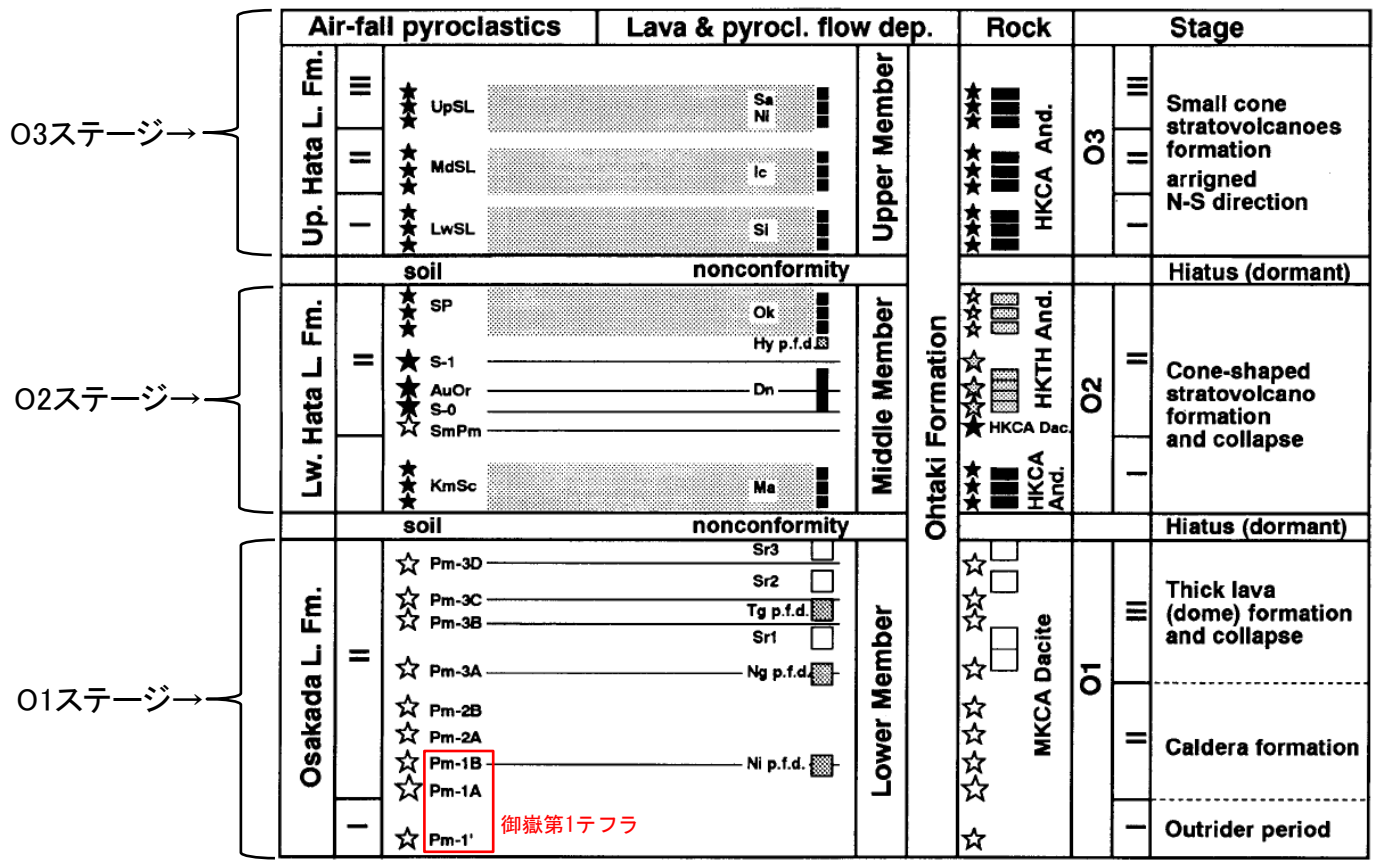 Air-fall pyroclastics
Lava & pyrocl. flow dep.
Rock
Stage
O3ステージ→
Up. Hata L. Fm.
III
UpSL
Sa
Ni
II
MdSL
Ic
I
LwSL
Si
Upper Member
HKCA And.
O3
III
II
I
Small cone
stratovolcanoes
formation
arrigned
N-S direction
soil
nonconformity
Hiatus (dormant)
O2ステージ→
Lw. Hata L. Fm.
II
SP
Ok
Hy p.f.d.
S-1
AuOr
Dn
S-0
SmPm
KmSc
Ma
Middle Member
Ohtaki Formation
HKTH And.
HKCA Dac.
HKCA
And.
O2
II
I
Cone-shaped
stratovolcano
formation
and collapse
soil
nonconformity
Hiatus (dormant)
O1ステージ→
Osakada L. Fm.
II
I
Pm-3D
Sr3
Sr2
Pm-3C
Tg p.f.d.
Pm-3B
Sr1
Pm-3A
Ng p.f.d.
Pm-2B
Pm-2A
Pm-1B
Ni p.f.d.
Pm-1A
御嶽第1テフラ
Pm-1'
Lower Member
MKCA Dacite
O1
III
II
I
Thick lava
(dome) formation
and collapse
Caldera formation
Outrider period